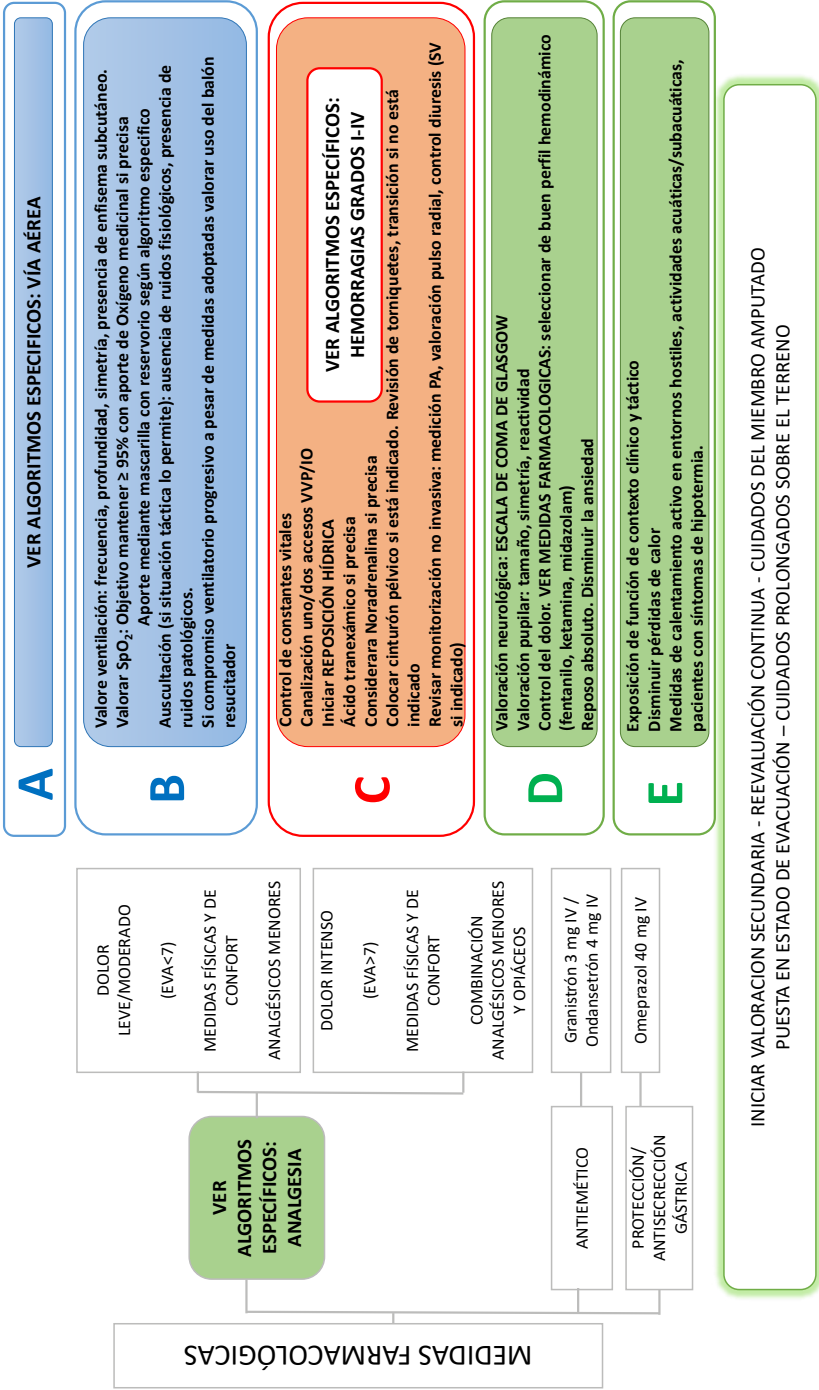 MEDIDAS FARMACOLÓGICAS
VER
ALGORITMOS
ESPECÍFICOS:
ANALGESIA
DOLOR
LEVE/MODERADO
(EVA<7)
MEDIDAS FÍSICAS Y DE
CONFORT
ANALGÉSICOS MENORES
DOLOR INTENSO
(EVA>7)
MEDIDAS FÍSICAS Y DE
CONFORT
COMBINACIÓN
ANALGÉSICOS MENORES
Y OPIÁCEOS
ANTIEMÉTICO
Granistrón 3 mg IV /
Ondansetrón 4 mg IV
PROTECCIÓN/
ANTISECRECCIÓN
GÁSTRICA
Omeprazol 40 mg IV
A
VER ALGORITMOS ESPECIFICOS: VÍA AÉREA
B
Valore ventilación: frecuencia, profundidad, simetría, presencia de enfisema subcutáneo.
Valorar SpO2: Objetivo mantener ≥ 95% con aporte de Oxígeno medicinal si precisa
Aporte mediante mascarilla con reservorio según algoritmo especifico
Auscultación (si situación táctica lo permite): ausencia de ruidos fisiológicos, presencia de
ruidos patológicos.
Si compromiso ventilatorio progresivo a pesar de medidas adoptadas valorar uso del balón
resucitador
C
Control de constantes vitales
Canalización uno/dos accesos VVP/IO
Iniciar REPOSICIÓN HÍDRICA
Ácido tranexámico si precisa
Considerara Noradrenalina si precisa
Colocar cinturón pélvico si está indicado. Revisión de torniquetes, transición si no está
indicado
Revisar monitorización no invasiva: medición PA, valoración pulso radial, control diuresis (SV
si indicado)
VER ALGORITMOS ESPECÍFICOS:
HEMORRAGIAS GRADOS I-IV
D
Valoración neurológica: ESCALA DE COMA DE GLASGOW
Valoración pupilar: tamaño, simetría, reactividad
Control del dolor. VER MEDIDAS FARMACOLOGICAS: seleccionar de buen perfil hemodinámico
(fentanilo, ketamina, midazolam)
Reposo absoluto. Disminuir la ansiedad
E
Exposición de función de contexto clínico y táctico
Disminuir pérdidas de calor
Medidas de calentamiento activo en entornos hostiles, actividades acuáticas/subacuáticas,
pacientes con síntomas de hipotermia.
INICIAR VALORACION SECUNDARIA - REEVALUACIÓN CONTINUA - CUIDADOS DEL MIEMBRO AMPUTADO
PUESTA EN ESTADO DE EVACUACIÓN – CUIDADOS PROLONGADOS SOBRE EL TERRENO